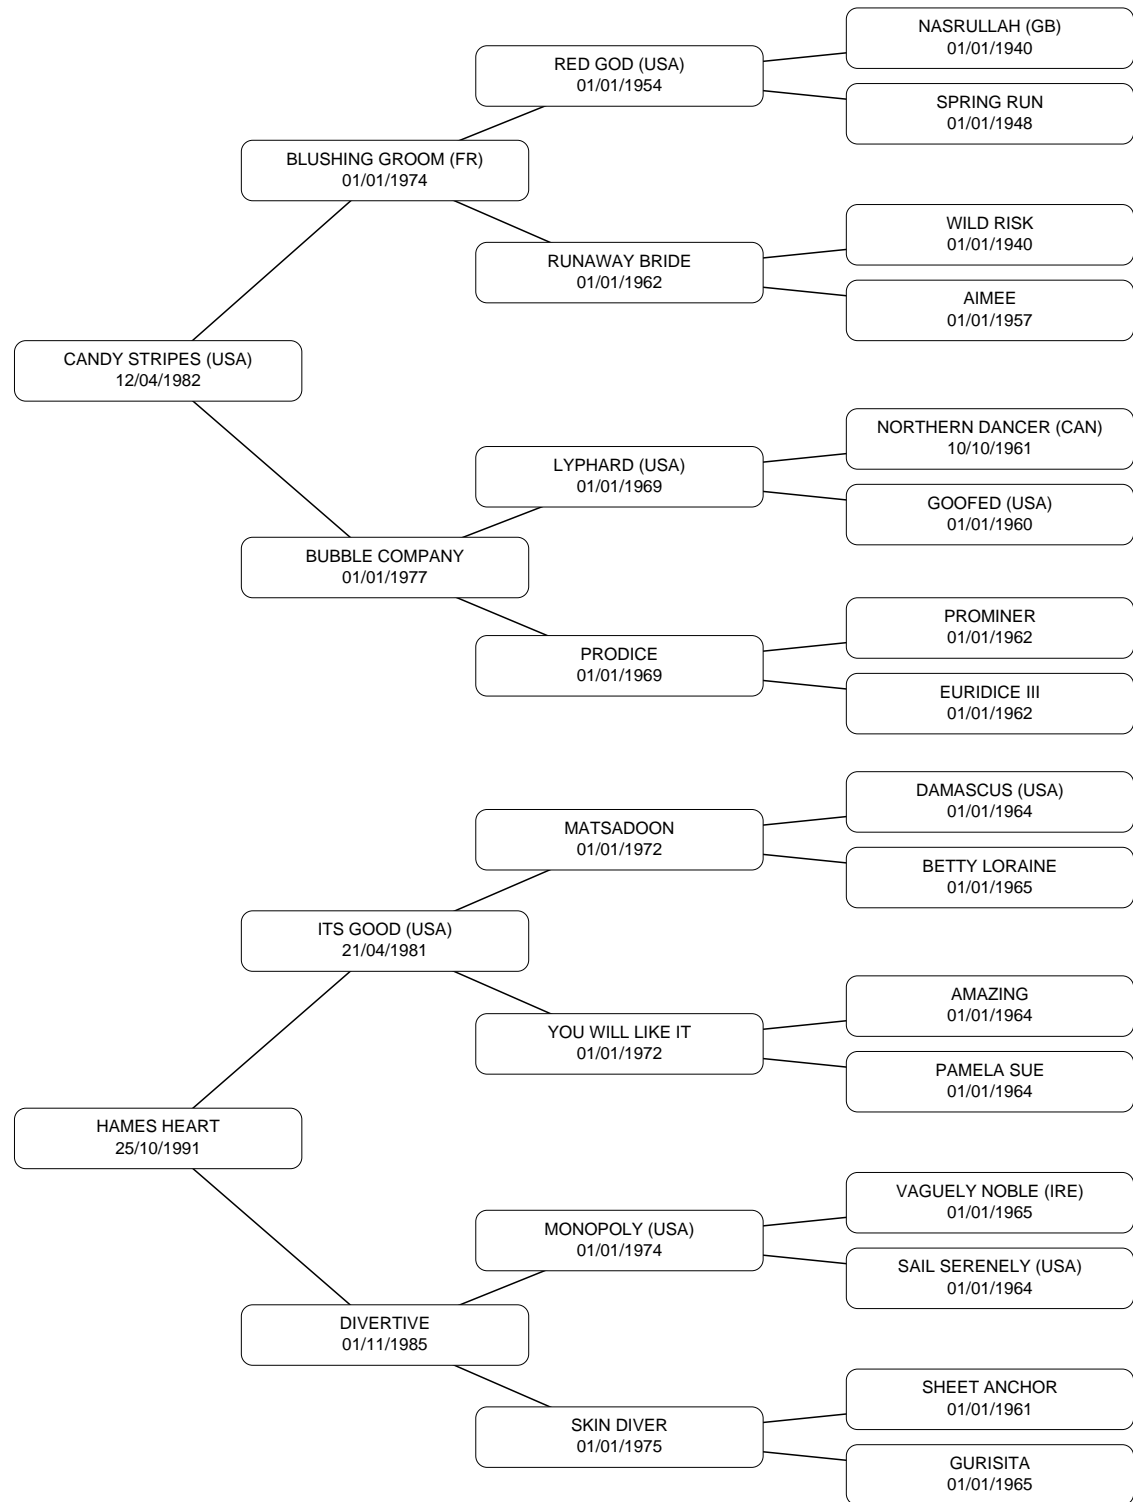 NASRULLAH (GB)
01/01/1940
RED GOD (USA)
01/01/1954
SPRING RUN
01/01/1948
BLUSHING GROOM (FR)
01/01/1974
WILD RISK
01/01/1940
RUNAWAY BRIDE
01/01/1962
AIMEE
01/01/1957
CANDY STRIPES (USA)
12/04/1982
NORTHERN DANCER (CAN)
10/10/1961
LYPHARD (USA)
01/01/1969
GOOFED (USA)
01/01/1960
BUBBLE COMPANY
01/01/1977
PROMINER
01/01/1962
PRODICE
01/01/1969
EURIDICE III
01/01/1962
DAMASCUS (USA)
01/01/1964
MATSADOON
01/01/1972
BETTY LORAINE
01/01/1965
ITS GOOD (USA)
21/04/1981
AMAZING
01/01/1964
YOU WILL LIKE IT
01/01/1972
PAMELA SUE
01/01/1964
HAMES HEART
25/10/1991
VAGUELY NOBLE (IRE)
01/01/1965
MONOPOLY (USA)
01/01/1974
SAIL SERENELY (USA)
01/01/1964
DIVERTIVE
01/11/1985
SHEET ANCHOR
01/01/1961
SKIN DIVER
01/01/1975
GURISITA
01/01/1965